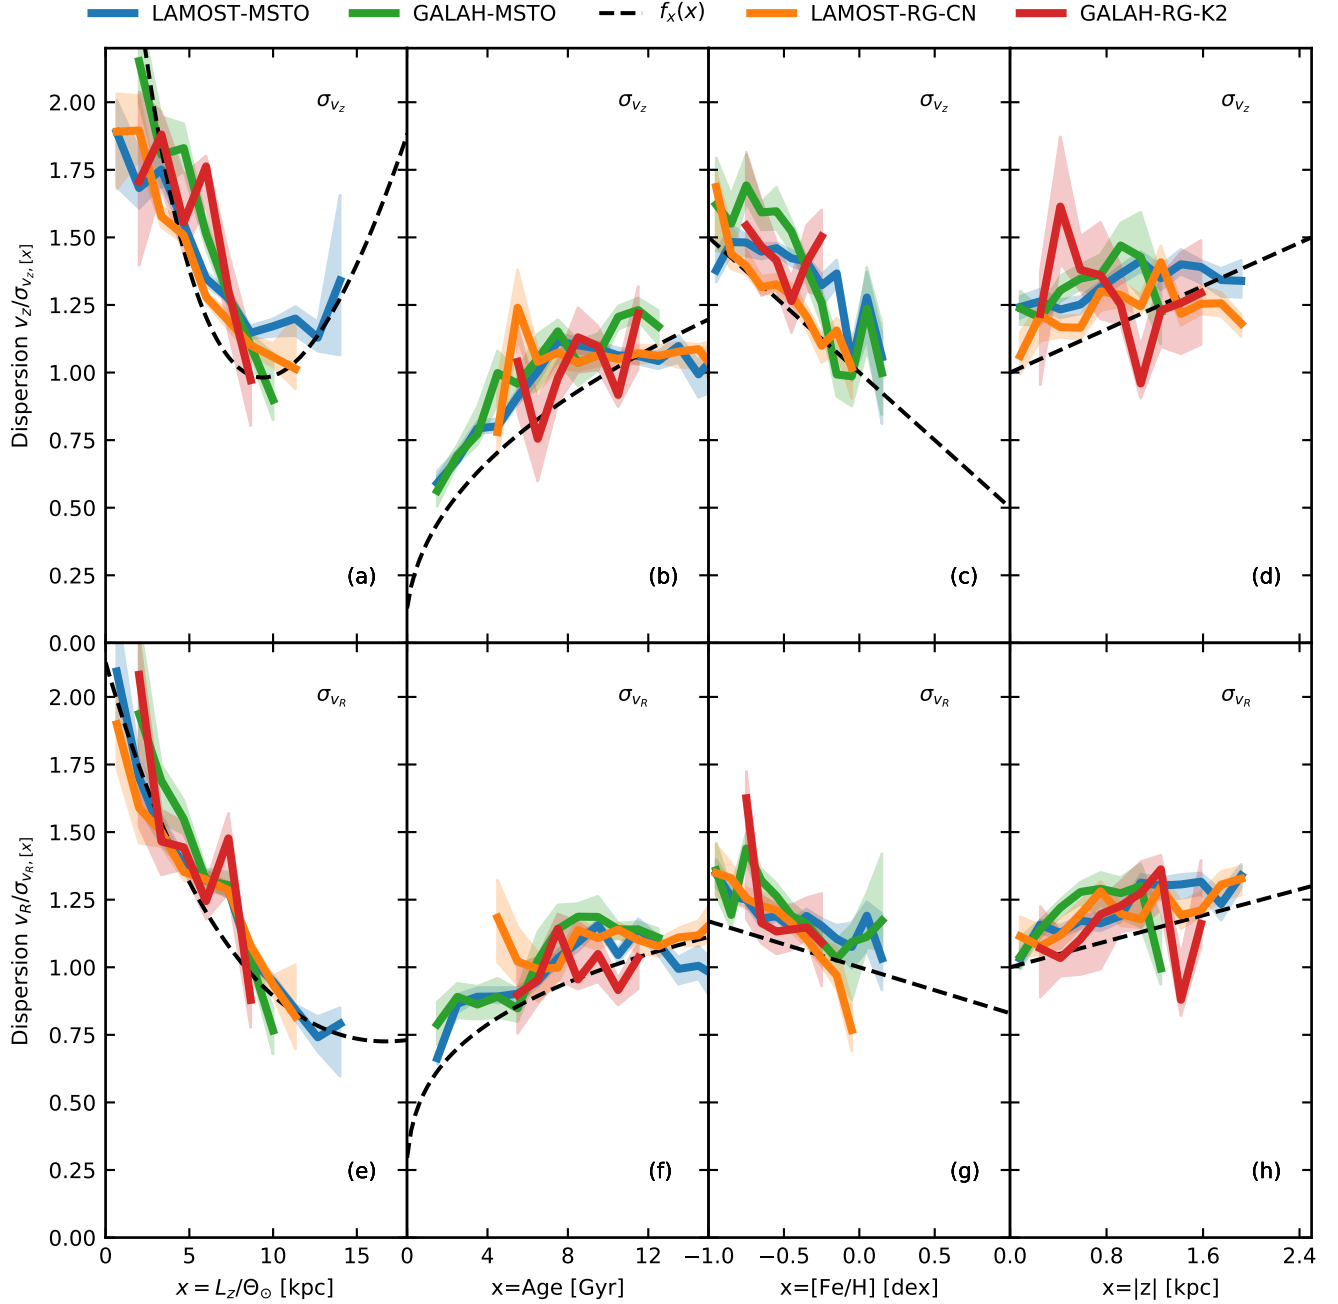 LAMOST-MSTO GALAH-MSTO f_x(x) LAMOST-RG-CN GALAH-RG-K2
σ_{v_z} σ_{v_z} σ_{v_z} σ_{v_z}
Dispersion v_z/σ_{v_z,[x]}
2.00
1.75
1.50
1.25
1.00
0.75
0.50
0.25
0.00
(a) (b) (c) (d)
σ_{v_R} σ_{v_R} σ_{v_R} σ_{v_R}
Dispersion v_R/σ_{v_R,[x]}
2.00
1.75
1.50
1.25
1.00
0.75
0.50
0.25
0.00
(e) (f) (g) (h)
0 5 10 15 0 4 8 12 −1.0 −0.5 0.0 0.5 0.0 0.8 1.6 2.4
x = L_z/Θ_⊙ [kpc] x=Age [Gyr] x=[Fe/H] [dex] x=|z| [kpc]